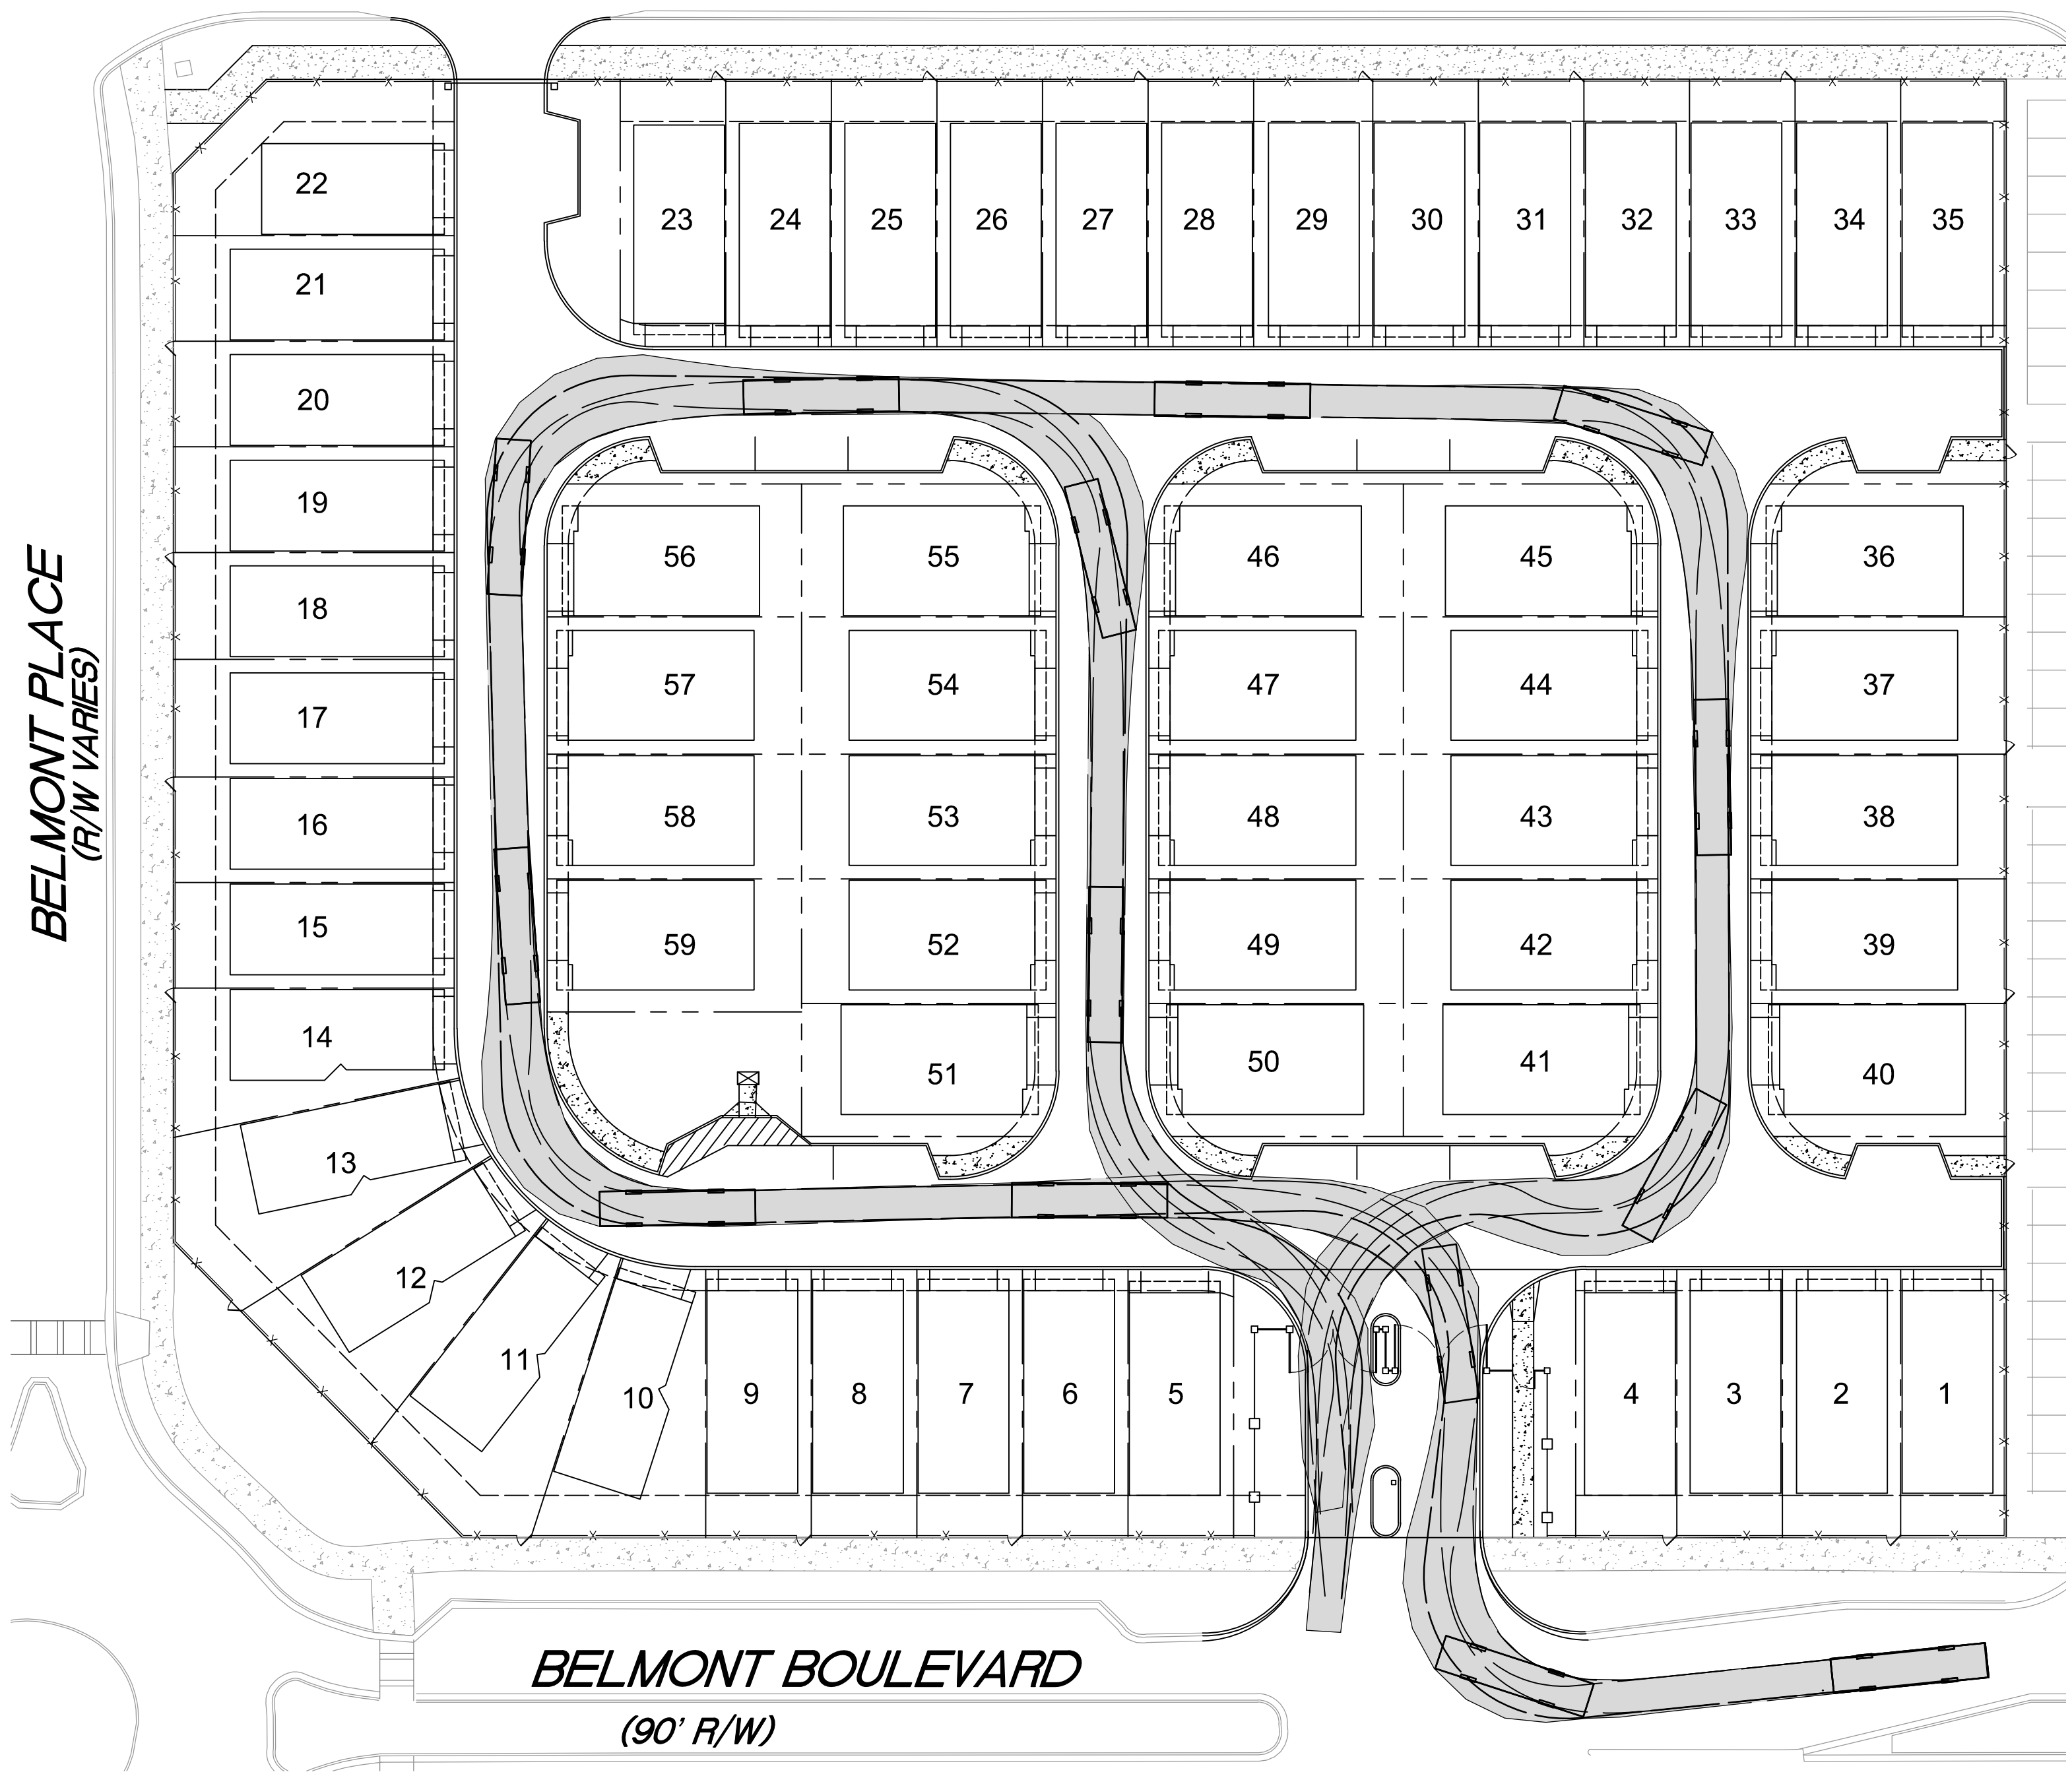 22
23 24 25 26 27 28 29 30 31 32 33 34 35
21
20
19
18
17
16
15
14
13
12
11
10
9 8 7 6 5
4 3 2 1
56 55 46 45 36
57 54 47 44 37
58 53 48 43 38
59 52 49 42 39
51 50 41 40
BELMONT PLACE
(R/W VARIES)
BELMONT BOULEVARD
(90' R/W)